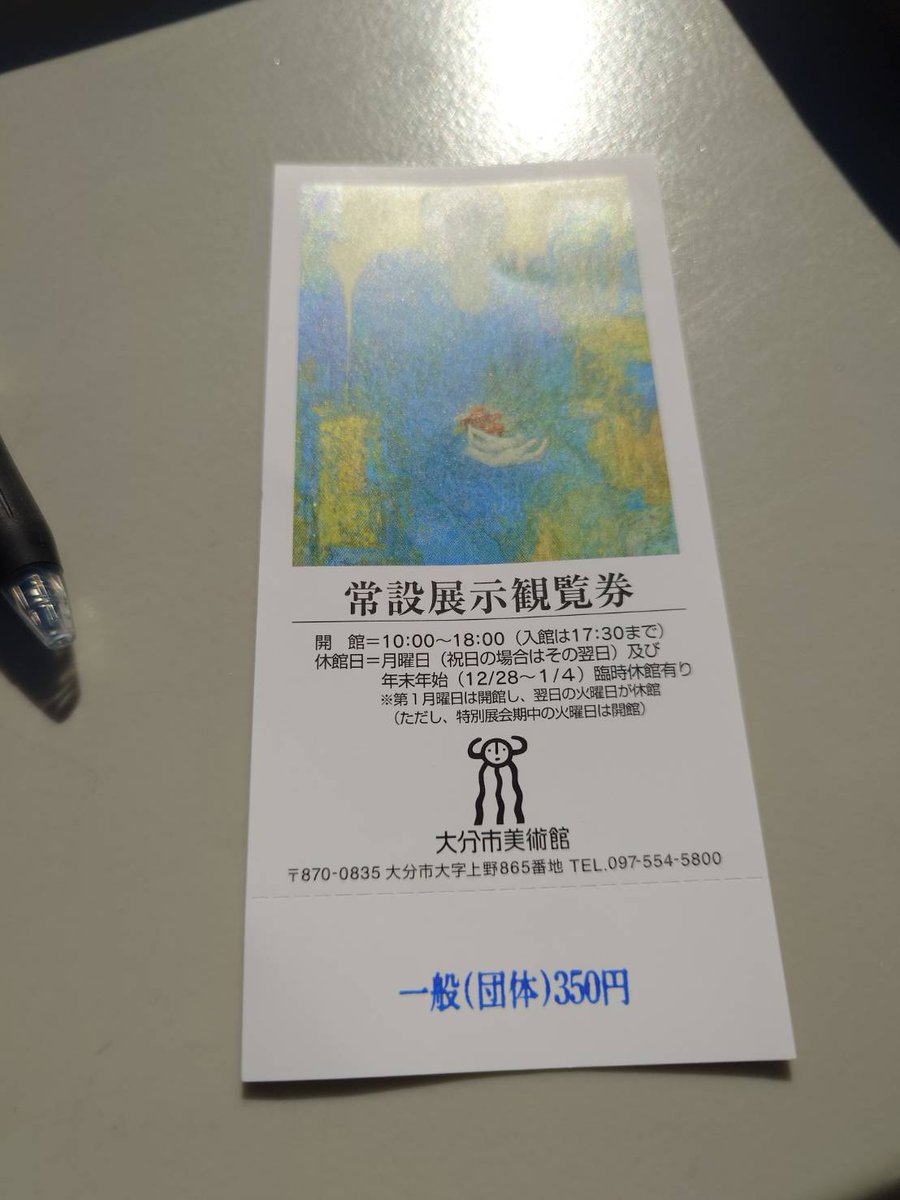 常設展示観覧券
開　館=10:00〜18:00（入館は17:30まで）
休館日=月曜日（祝日の場合はその翌日）及び
年末年始（12/28〜1/4）臨時休館有り
※第1月曜日は開館し、翌日の火曜日が休館
（ただし、特別展会期中の火曜日は開館）
大分市美術館
〒870-0835 大分市大字上野865番地 TEL.097-554-5800
一般(団体)350円